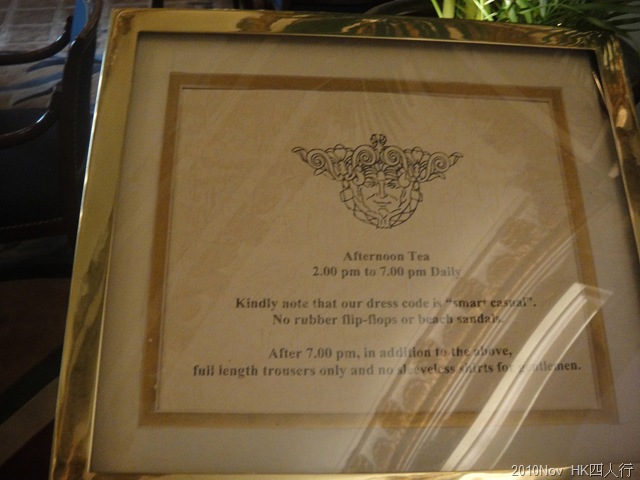 Afternoon Tea
2.00 pm to 7.00 pm Daily
Kindly note that our dress code is "smart casual".
No rubber flip-flops or beach sandals.
After 7.00 pm, in addition to the above,
full length trousers only and no sleeveless shirts for gentlemen.
2010Nov HK四人行